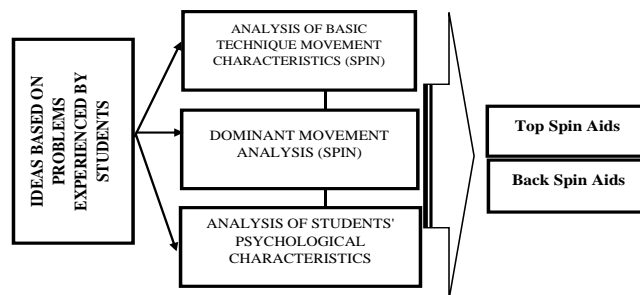 IDEAS BASED ON
PROBLEMS
EXPERIENCED BY
STUDENTS
ANALYSIS OF BASIC
TECHNIQUE MOVEMENT
CHARACTERISTICS (SPIN)
DOMINANT MOVEMENT
ANALYSIS (SPIN)
ANALYSIS OF STUDENTS'
PSYCHOLOGICAL
CHARACTERISTICS
Top Spin Aids
Back Spin Aids